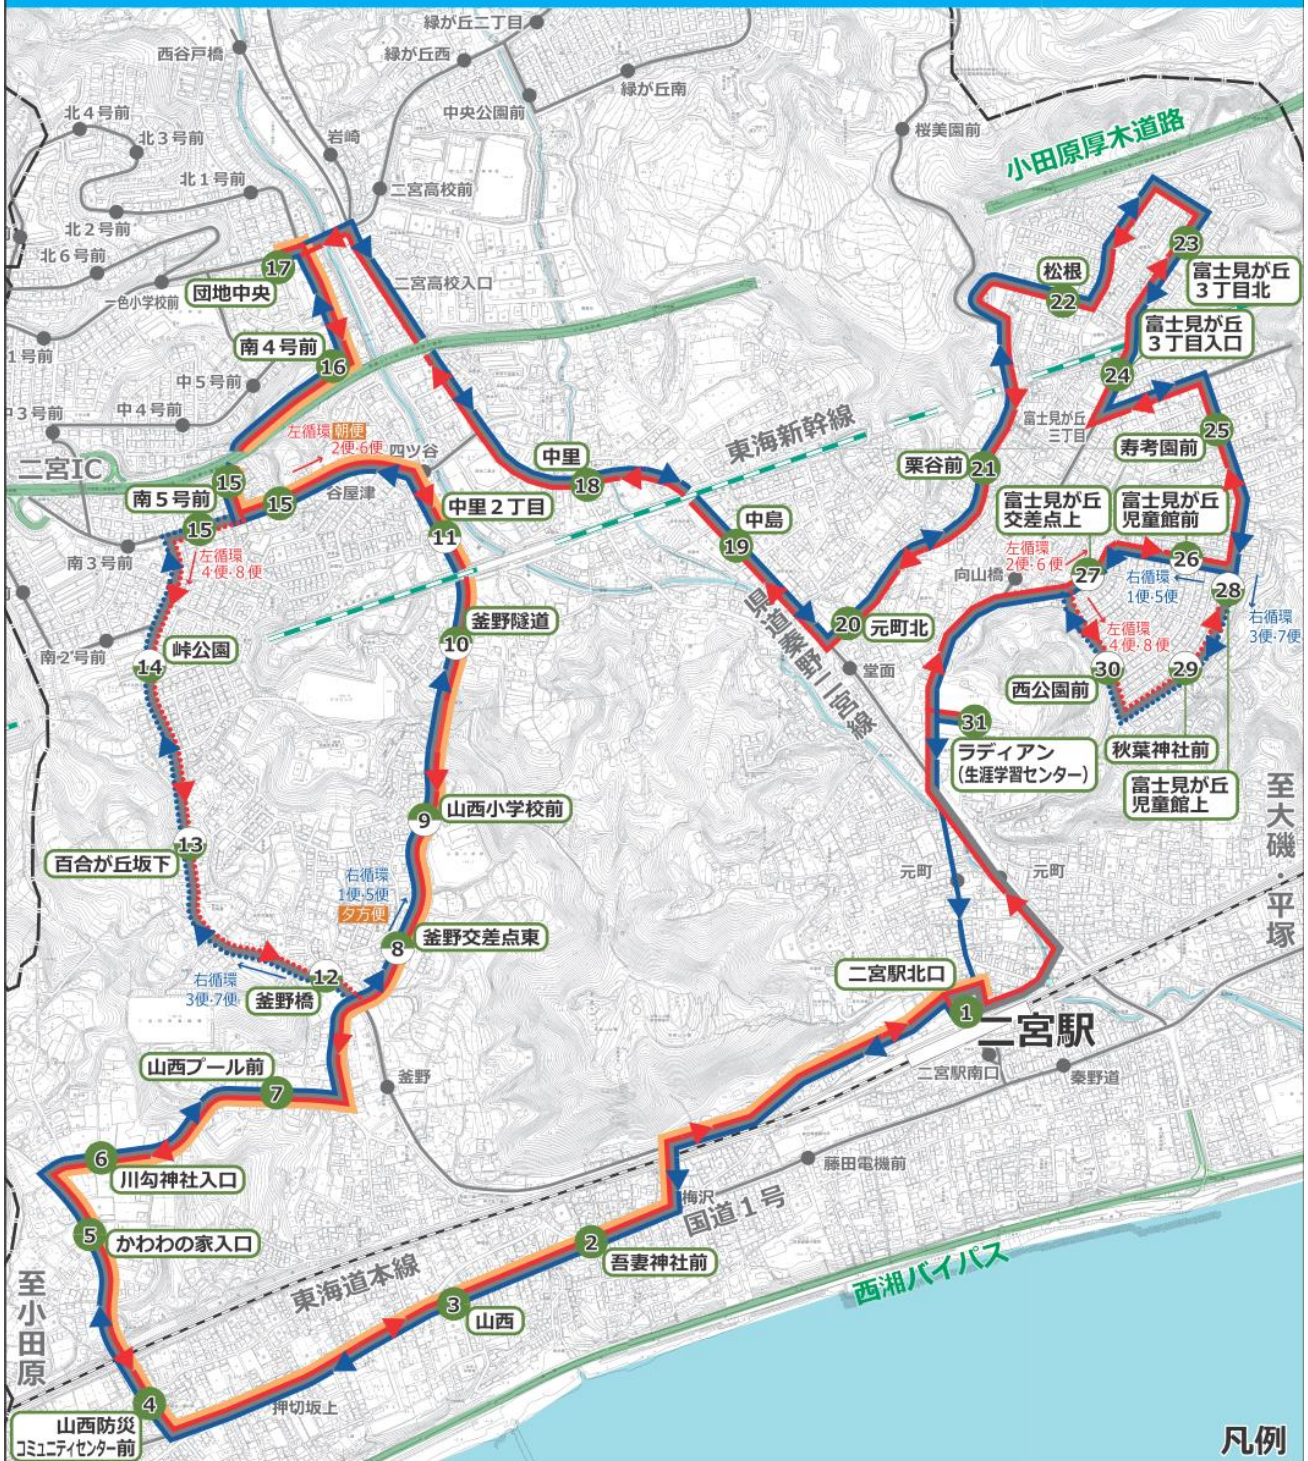 緑が丘二丁目
西谷戸橋
緑が丘西
緑が丘南
中央公園前
北4号前
北3号前
岩崎
桜美園前
小田原厚木道路
北1号前
二宮高校前
北2号前
北6号前
23
富士見が丘
3丁目北
17
団地中央
二宮高校入口
松根
22
一色小学校前
富士見が丘
3丁目入口
南4号前
16
1号前
24
中5号前
中4号前
中3号前
富士見が丘
三丁目
25
寿考園前
左循環 朝便
2便・6便
四ツ谷
東海新幹線
二宮IC
中里
18
栗谷前
21
15
南5号前
谷屋津
15
15
中里2丁目
11
富士見が丘
交差点上
富士見が丘
児童館前
中島
19
南3号前
左循環
4便・8便
左循環
2便・6便
26
向山橋
27
右循環
1便・5便
28
右循環
3便・7便
県道秦野二宮線
20
元町北
釜野隧道
10
南2号前
峠公園
14
堂面
左循環
4便・8便
西公園前
30
29
31
ラディアン
(生涯学習センター)
秋葉神社前
富士見が丘
児童館上
至大磯・平塚
9
山西小学校前
13
百合が丘坂下
右循環
1便・5便
夕方便
元町
元町
8
釜野交差点東
右循環
3便・7便
12
釜野橋
二宮駅北口
1
二宮駅
二宮駅南口
秦野道
山西プール前
7
釜野
6
川勾神社入口
藤田電機前
梅沢
国道1号
5
かわわの家入口
2
吾妻神社前
西湘バイパス
東海道本線
3
山西
至小田原
4
押切坂上
山西防災
コミュニティセンター前
凡例